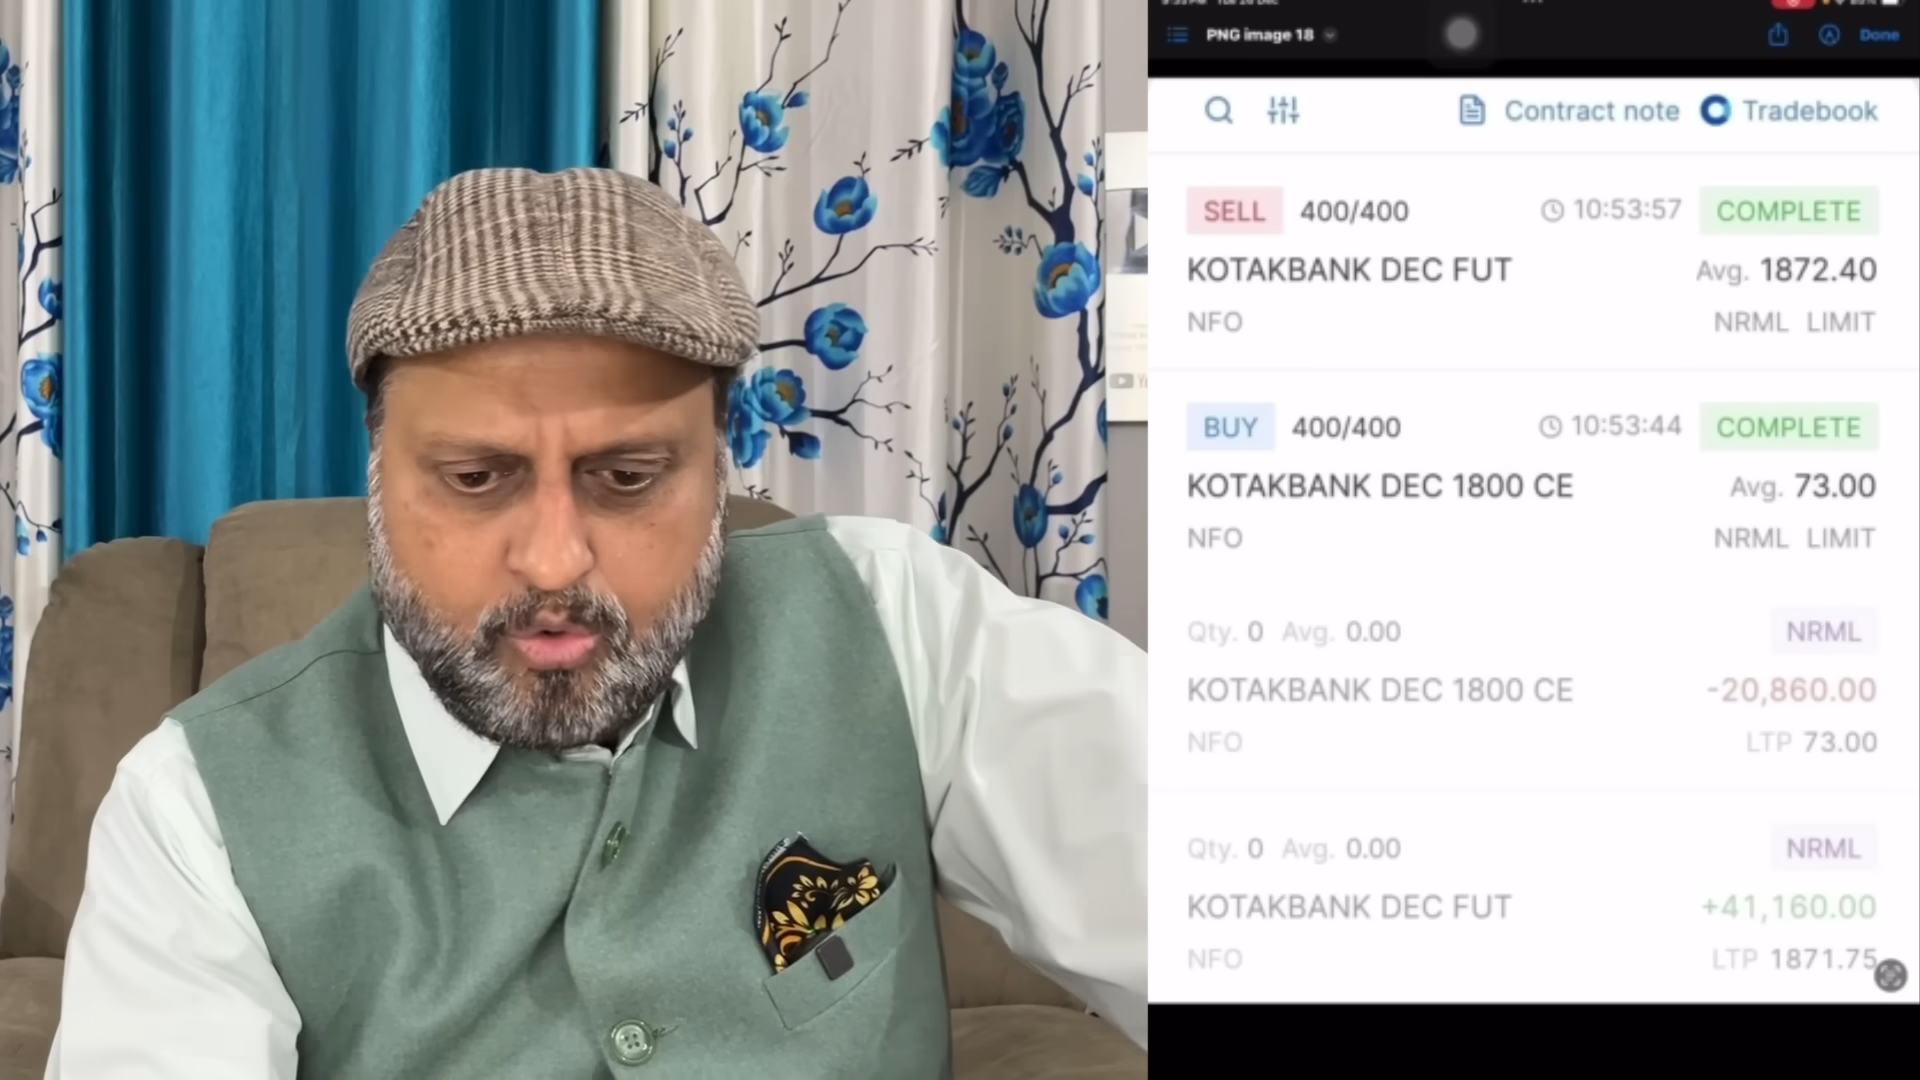 PNG image 18
Done
Contract note
Tradebook
SELL 400/400 10:53:57 COMPLETE
KOTAKBANK DEC FUT Avg. 1872.40
NFO NRML LIMIT
BUY 400/400 10:53:44 COMPLETE
KOTAKBANK DEC 1800 CE Avg. 73.00
NFO NRML LIMIT
Qty. 0 Avg. 0.00 NRML
KOTAKBANK DEC 1800 CE -20,860.00
NFO LTP 73.00
Qty. 0 Avg. 0.00 NRML
KOTAKBANK DEC FUT +41,160.00
NFO LTP 1871.75